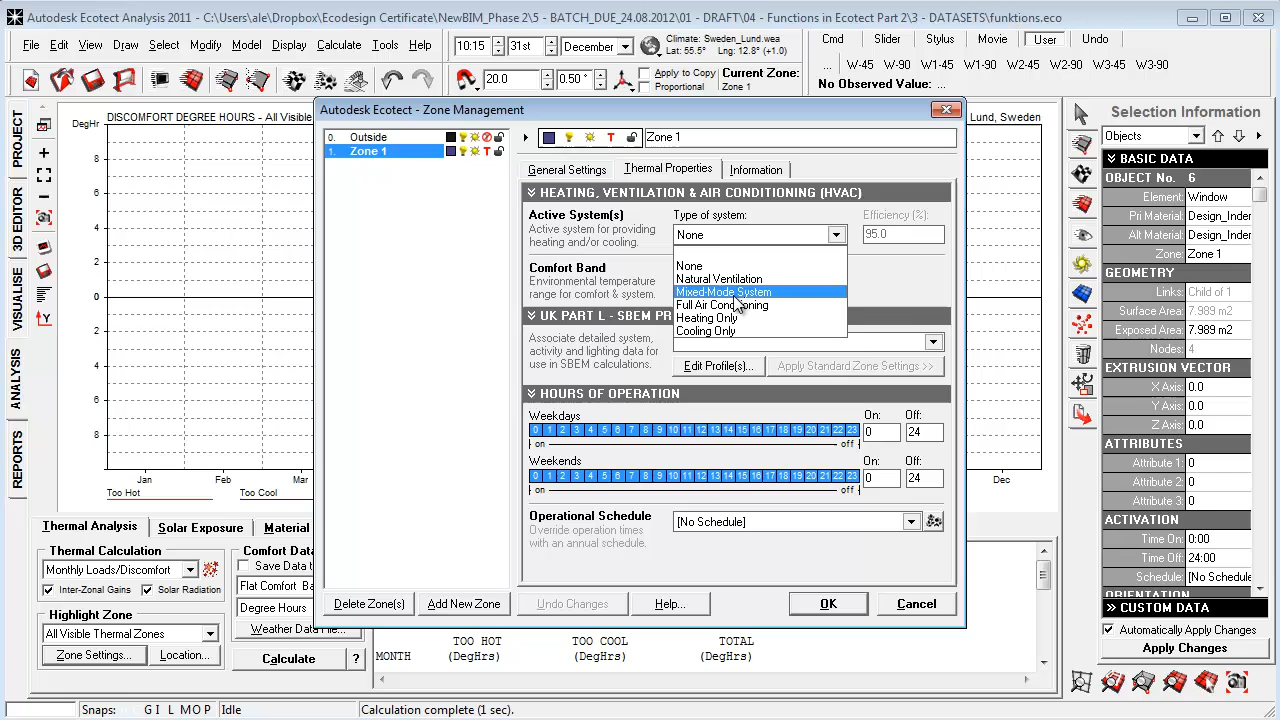 Autodesk Ecotect Analysis 2011 - C:\Users\ale\Dropbox\Ecodesign Certificate\NewBIM_Phase 2\5 - BATCH_DUE_24.08.2012\01 - DRAFT\04 - Functions in Ecotect Part 2\3 - DATASETS\funktions.eco
File Edit View Draw Select Modify Model Display Calculate Tools Help
10:15 31st December
Climate: Sweden_Lund.wea
Lat: 55.5° Lng: 12.8° (+1.0)
Cmd Slider Stylus Movie User Undo
... W-45 W-90 W1-45 W1-90 W2-45 W2-90 W3-45 W3-90
20.0 0.50°
Apply to Copy
Proportional
Current Zone:
Zone 1
No Observed Value: ...
PROJECT
3D EDITOR
VISUALISE
ANALYSIS
REPORTS
DegHr
DISCOMFORT DEGREE HOURS - All Visible
Lund, Sweden
8
6
4
2
0
2
4
6
8
Jan Feb Mar Dec
Too Hot Too Cool
Autodesk Ecotect - Zone Management
0. Outside
1. Zone 1
T
T
Zone 1
General Settings Thermal Properties Information
HEATING, VENTILATION & AIR CONDITIONING (HVAC)
Active System(s)
Active system for providing
heating and/or cooling.
Type of system:
None
Efficiency (%):
95.0
None
Natural Ventilation
Mixed-Mode System
Full Air Conditioning
Heating Only
Cooling Only
Comfort Band
Environmental temperature
range for comfort & system.
UK PART L - SBEM PR
Associate detailed system,
activity and lighting data for
use in SBEM calculations.
Edit Profile(s)... Apply Standard Zone Settings >>
HOURS OF OPERATION
Weekdays
On: Off:
0 1 2 3 4 5 6 7 8 9 10 11 12 13 14 15 16 17 18 19 20 21 22 23
0 24
on off
Weekends
On: Off:
0 1 2 3 4 5 6 7 8 9 10 11 12 13 14 15 16 17 18 19 20 21 22 23
0 24
on off
Operational Schedule
Override operation times
with an annual schedule.
[No Schedule]
Delete Zone(s) Add New Zone Undo Changes Help... OK Cancel
Thermal Analysis Solar Exposure Material
Thermal Calculation
Monthly Loads/Discomfort
Inter-Zonal Gains Solar Radiation
Highlight Zone
All Visible Thermal Zones
Zone Settings... Location...
Comfort Data
Save Data t
Flat Comfort B
Degree Hours
Weather Data File...
Calculate ?
TOO HOT TOO COOL TOTAL
MONTH (DegHrs) (DegHrs) (DegHrs)
Selection Information
Objects
BASIC DATA
OBJECT No. 6
Element: Window
Pri Material: Design_Inder
Alt Material: Design_Inder
Zone: Zone 1
GEOMETRY
Links: Child of 1
Surface Area: 7.989 m2
Exposed Area: 7.989 m2
Nodes: 4
EXTRUSION VECTOR
X Axis: 0.0
Y Axis: 0.0
Z Axis: 0.0
ATTRIBUTES
Attribute 1: 0
Attribute 2: 0
Attribute 3: 0
ACTIVATION
Time On: 0:00
Time Off: 24:00
Schedule: [No Schedule]
ORIENTATION
CUSTOM DATA
Automatically Apply Changes
Apply Changes
Snaps: G I L M O P Idle Calculation complete (1 sec).